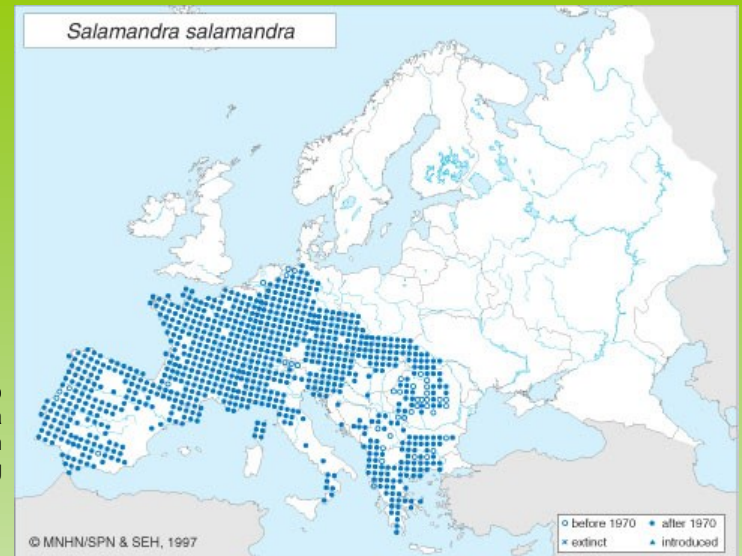 Salamandra salamandra
before 1970
after 1970
extinct
introduced
© MNHN/SPN & SEH, 1997